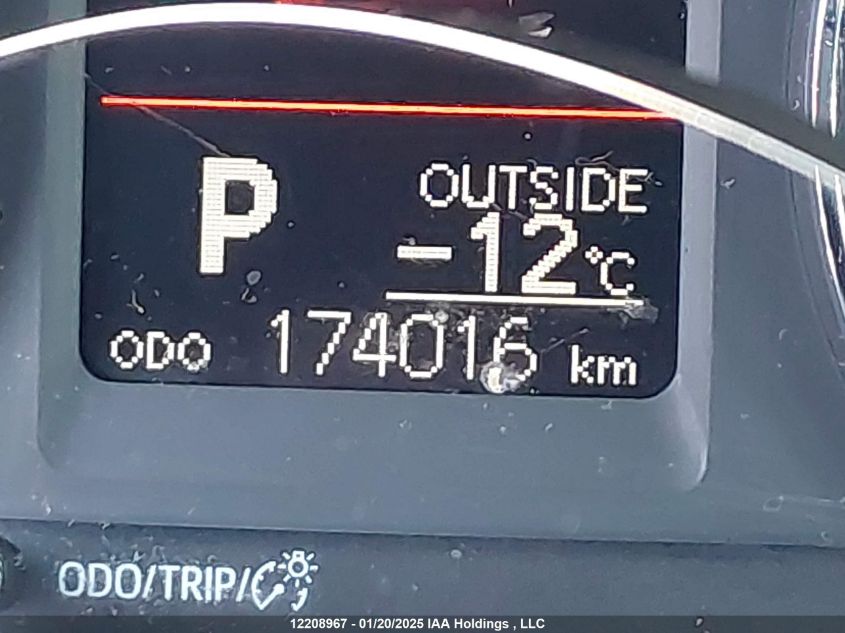 P
OUTSIDE
-12°C
ODO 174016 km
ODO/TRIP/
12208967 - 01/20/2025 IAA Holdings , LLC